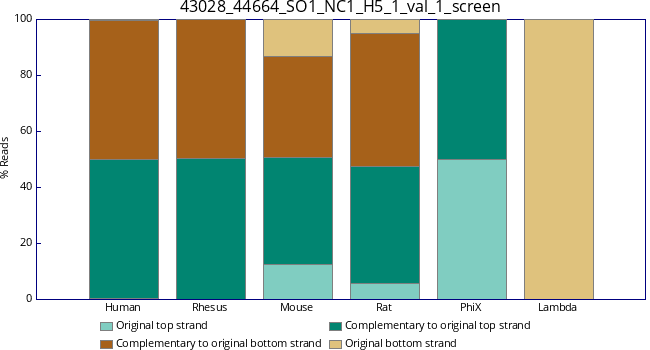 43028_44664_SO1_NC1_H5_1_val_1_screen
% Reads
100
80
60
40
20
0
Human Rhesus Mouse Rat PhiX Lambda
Original top strand Complementary to original top strand
Complementary to original bottom strand Original bottom strand